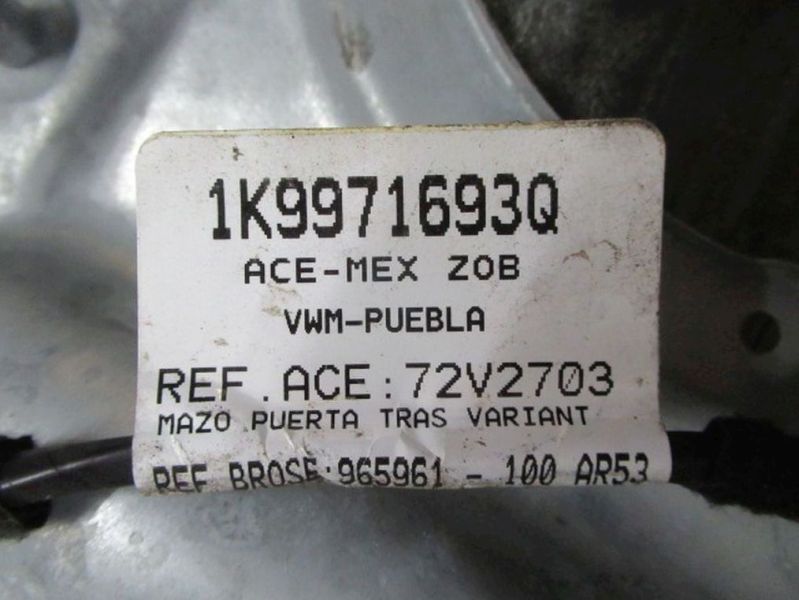 1K9971693Q
ACE-MEX ZOB
VWM-PUEBLA
REF.ACE:72V2703
MAZO PUERTA TRAS VARIANT
REF BROSE:965961 - 100 AR53